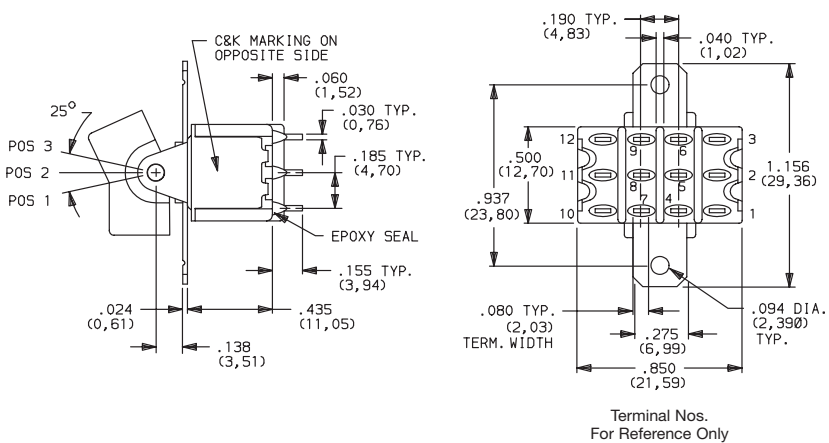 C&K MARKING ON
OPPOSITE SIDE
.060
(1,52)
.030 TYP.
(0,76)
25°
POS 3
POS 2
POS 1
.185 TYP.
(4,70)
EPOXY SEAL
.155 TYP.
(3,94)
.024
(0,61)
.435
(11,05)
.138
(3,51)
.190 TYP.
(4,83)
.040 TYP.
(1,02)
12
9
6
3
.500
(12,70)
1.156
(29,36)
11
8
5
2
.937
(23,80)
10
7
4
1
.080 TYP.
(2,03)
TERM. WIDTH
.275
(6,99)
.094 DIA.
(2,39Ø)
TYP.
.850
(21,59)
Terminal Nos.
For Reference Only